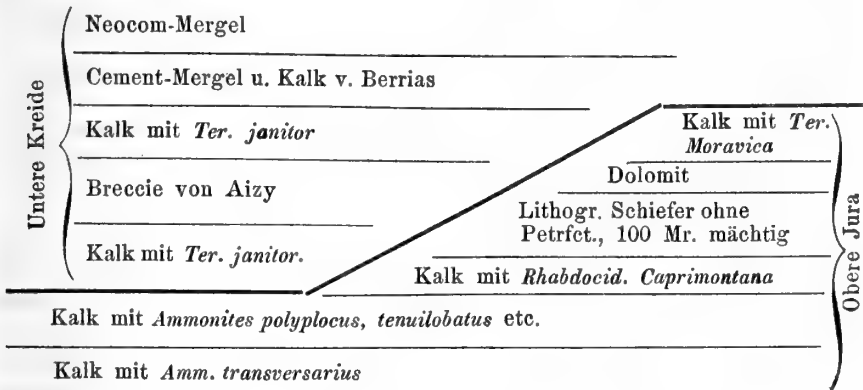 Untere Kreide
Neocom-Mergel
Cement-Mergel u. Kalk v. Berrias
Kalk mit Ter. janitor
Breccie von Aizy
Kalk mit Ter. janitor.
Kalk mit Ter.
Moravica
Dolomit
Lithogr. Schiefer ohne
Petrfct., 100 Mr. mächtig
Kalk mit Rhabdocid. Caprimontana
Obere Jura
Kalk mit Ammonites polyplocus, tenuilobatus etc.
Kalk mit Amm. transversarius